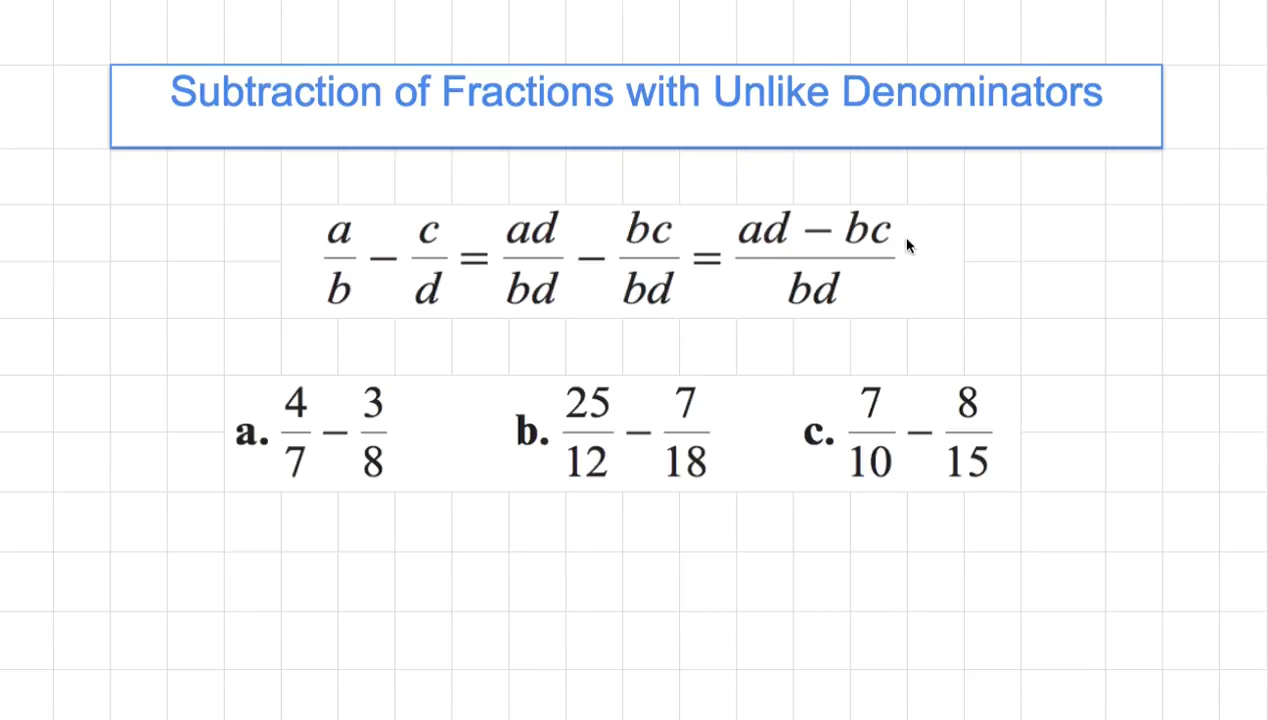 Subtraction of Fractions with Unlike Denominators
a/b − c/d = ad/bd − bc/bd = (ad − bc)/bd
a. 4/7 − 3/8 b. 25/12 − 7/18 c. 7/10 − 8/15